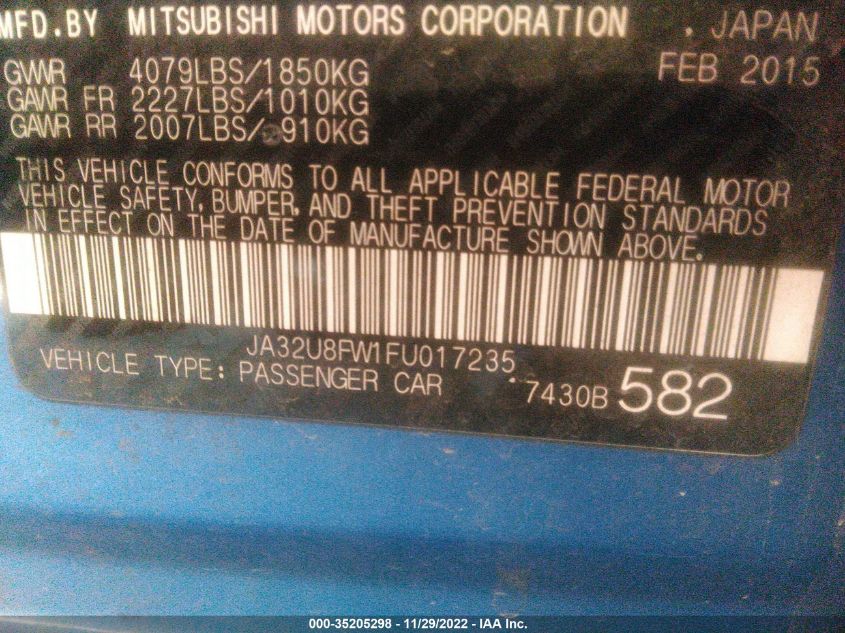 MFD.BY MITSUBISHI MOTORS CORPORATION , JAPAN
GVWR 4079LBS/1850KG FEB 2015
GAWR FR 2227LBS/1010KG
GAWR RR 2007LBS/ 910KG
THIS VEHICLE CONFORMS TO ALL APPLICABLE FEDERAL MOTOR
VEHICLE SAFETY, BUMPER, AND THEFT PREVENTION STANDARDS
IN EFFECT ON THE DATE OF MANUFACTURE SHOWN ABOVE.
JA32U8FW1FU017235
VEHICLE TYPE: PASSENGER CAR 7430B 582
000-35205298 - 11/29/2022 - IAA Inc.